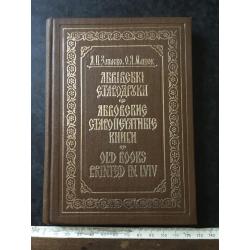 Я.П. Запаско, О.Я. Мацюк
ЛЬВІВСЬКІ
СТАРОДРУКИ
ЛЬВОВСКИЕ
СТАРОПЕЧАТНЫЕ
КНИГИ
OLD BOOKS
PRINTED IN LVIV